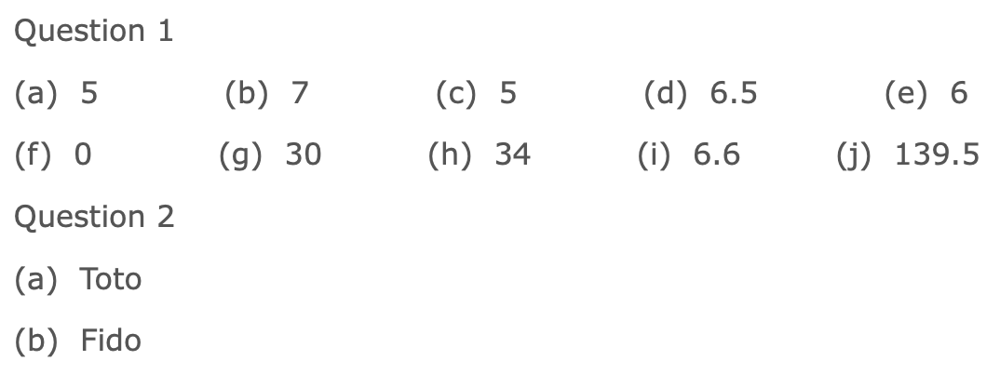 Question 1
(a) 5 (b) 7 (c) 5 (d) 6.5 (e) 6
(f) 0 (g) 30 (h) 34 (i) 6.6 (j) 139.5
Question 2
(a) Toto
(b) Fido